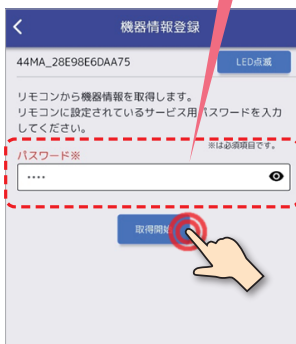 機器情報登録
44MA_28E98E6DAA75 LED点滅
リモコンから機器情報を取得します。
リモコンに設定されているサービス用パスワードを入力
してください。
※は必須項目です。
パスワード※
····
取得開始